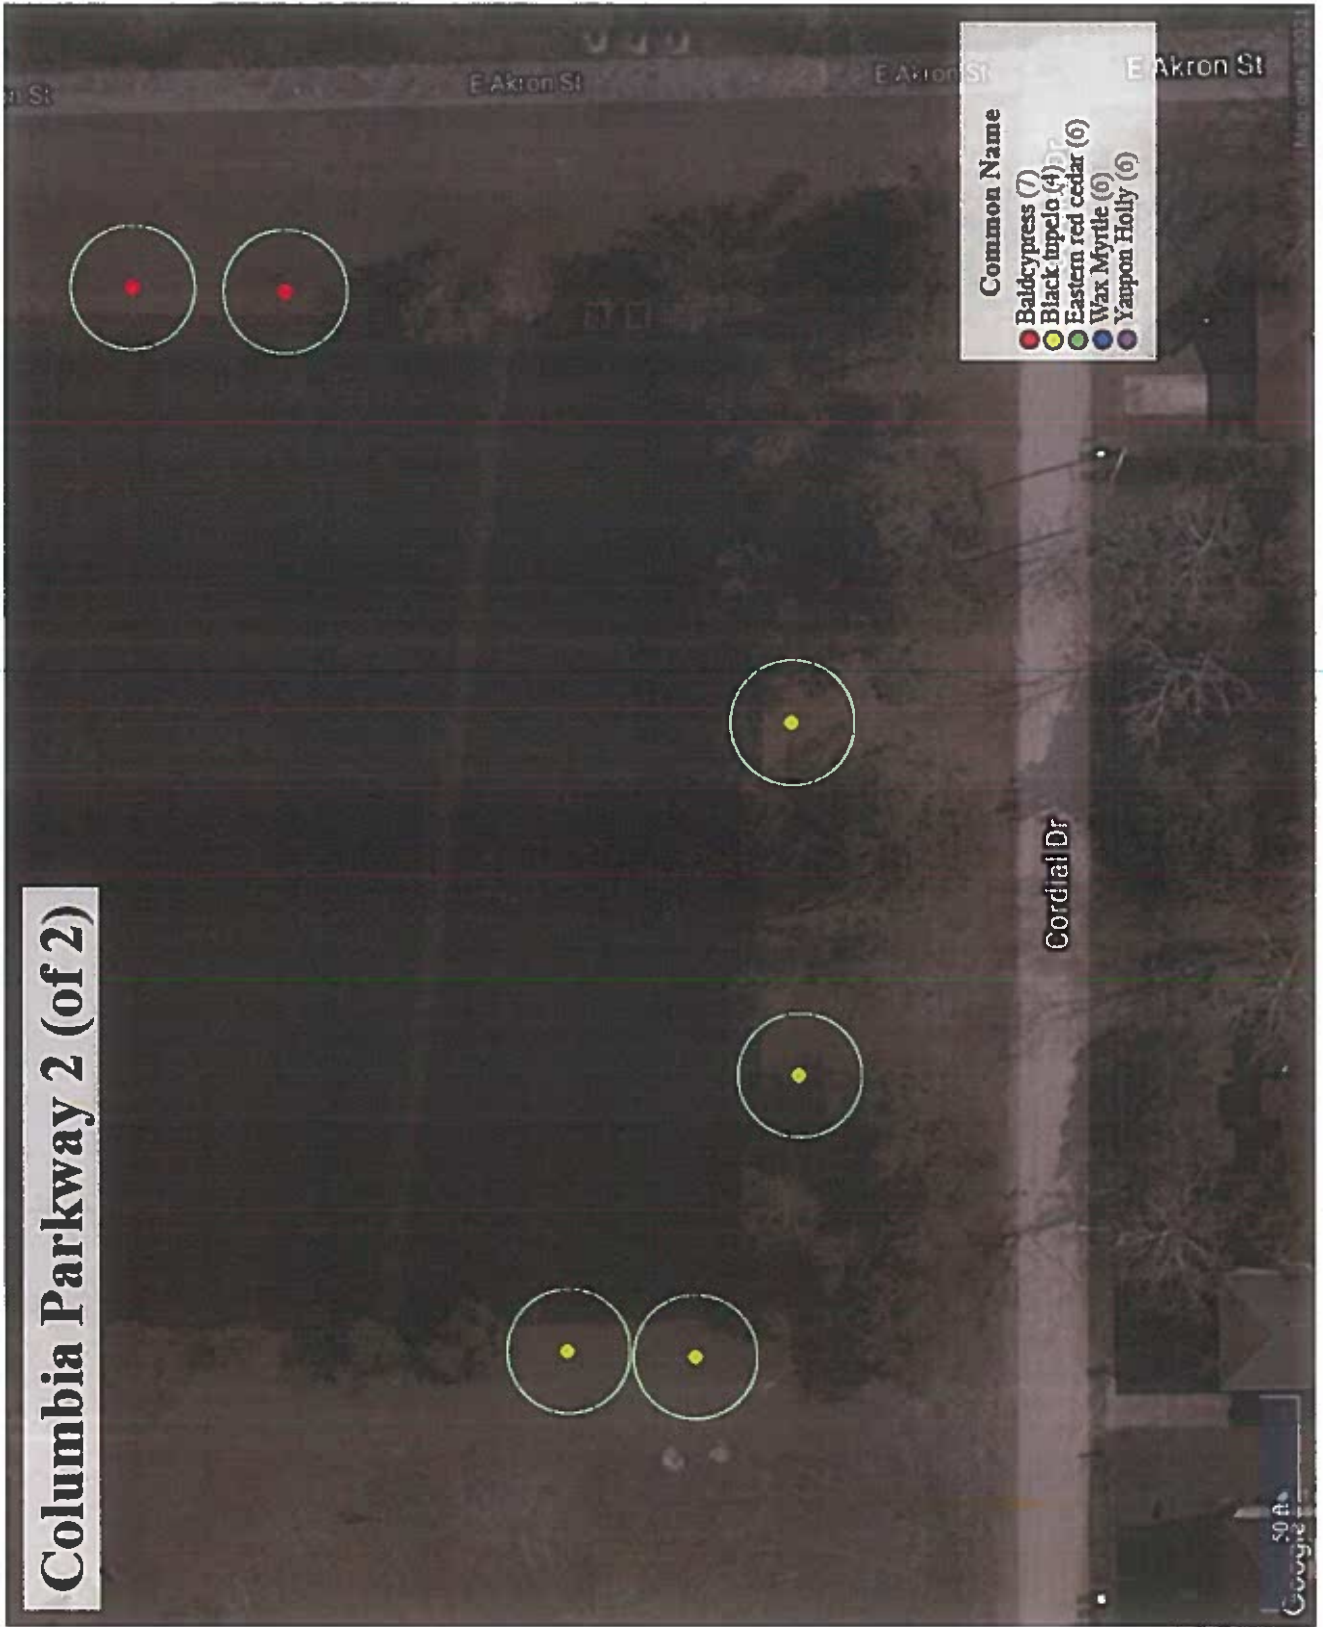 Columbia Parkway 2 (of 2)
E Akron St
E Akron St
E Akron St
Common Name
Baldcypress (7)
Black tupelo (4)
Eastern red cedar (6)
Wax Myrtle (6)
Yaupon Holly (6)
Cordial Dr
50 ft
Google